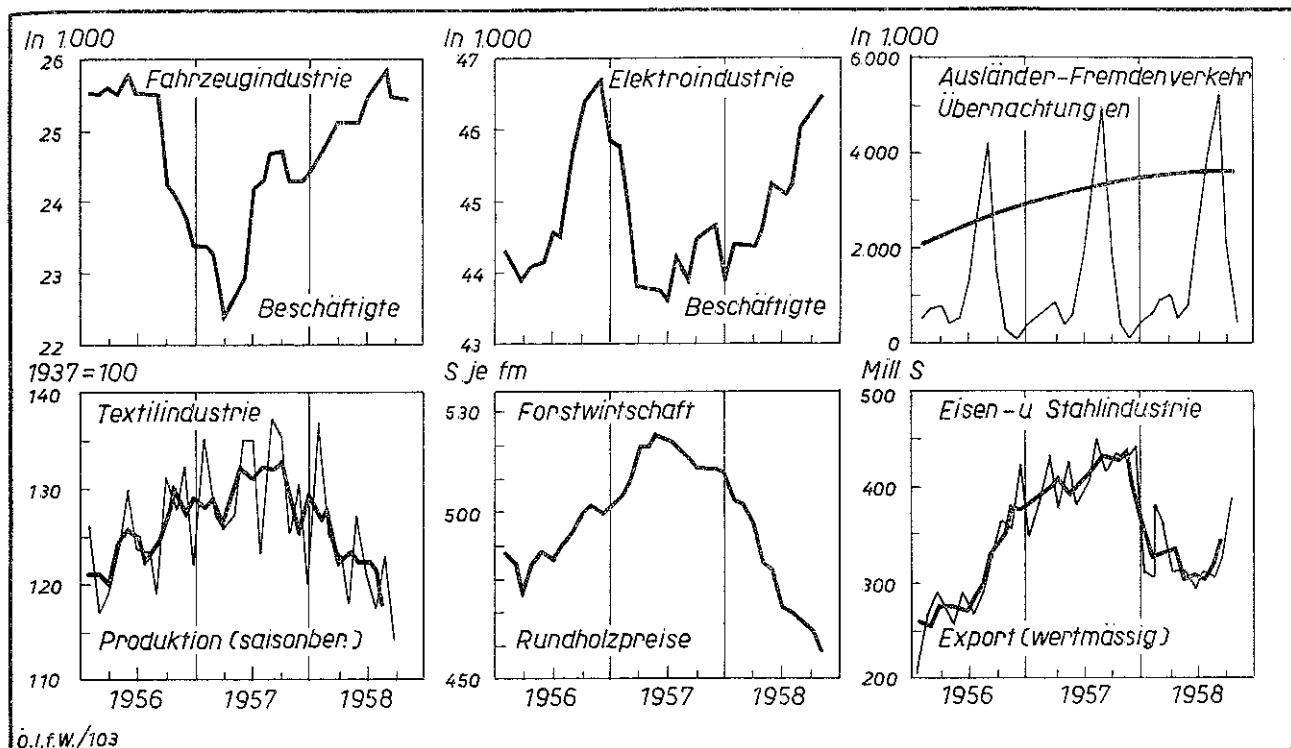 In 1.000
Fahrzeugindustrie
26
25
24
23
22
Beschäftigte
In 1.000
Elektroindustrie
47
46
45
44
43
Beschäftigte
In 1.000
Ausländer-Fremdenverkehr
Übernachtungen
6.000
4.000
2.000
0
1937=100
Textilindustrie
140
130
120
110
Produktion (saisonber.)
1956 1957 1958
S je fm
Forstwirtschaft
530
500
450
Rundholzpreise
1956 1957 1958
Mill. S
Eisen- u Stahlindustrie
500
400
300
200
Export (wertmässig)
1956 1957 1958
Ö.I.f.W./103